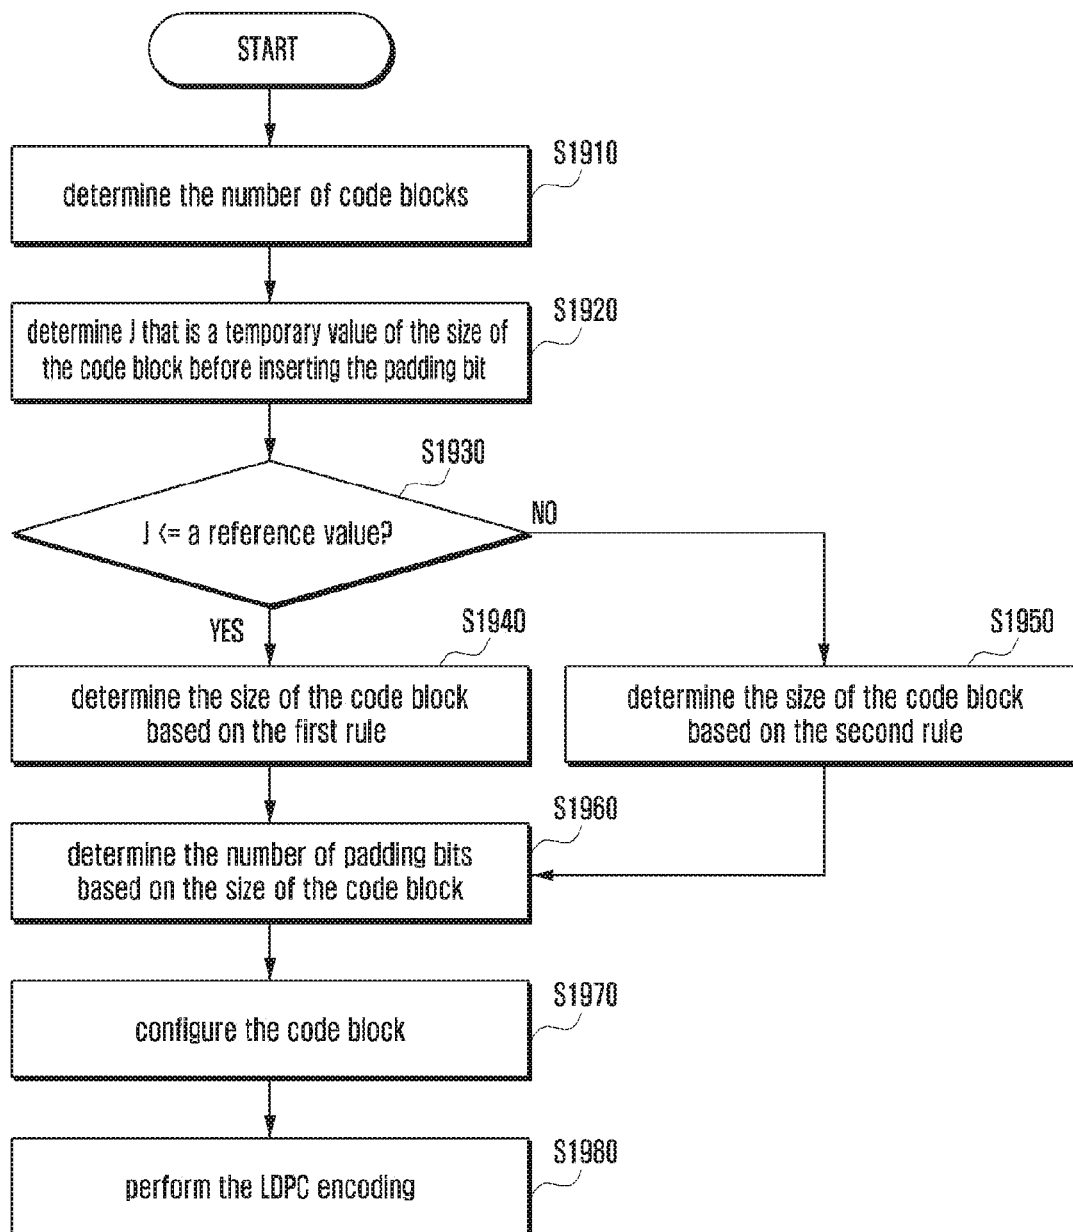 START
S1910
determine the number of code blocks
S1920
determine J that is a temporary value of the size of
the code block before inserting the padding bit
S1930
J <= a reference value?
NO
YES
S1940
determine the size of the code block
based on the first rule
S1950
determine the size of the code block
based on the second rule
S1960
determine the number of padding bits
based on the size of the code block
S1970
configure the code block
S1980
perform the LDPC encoding